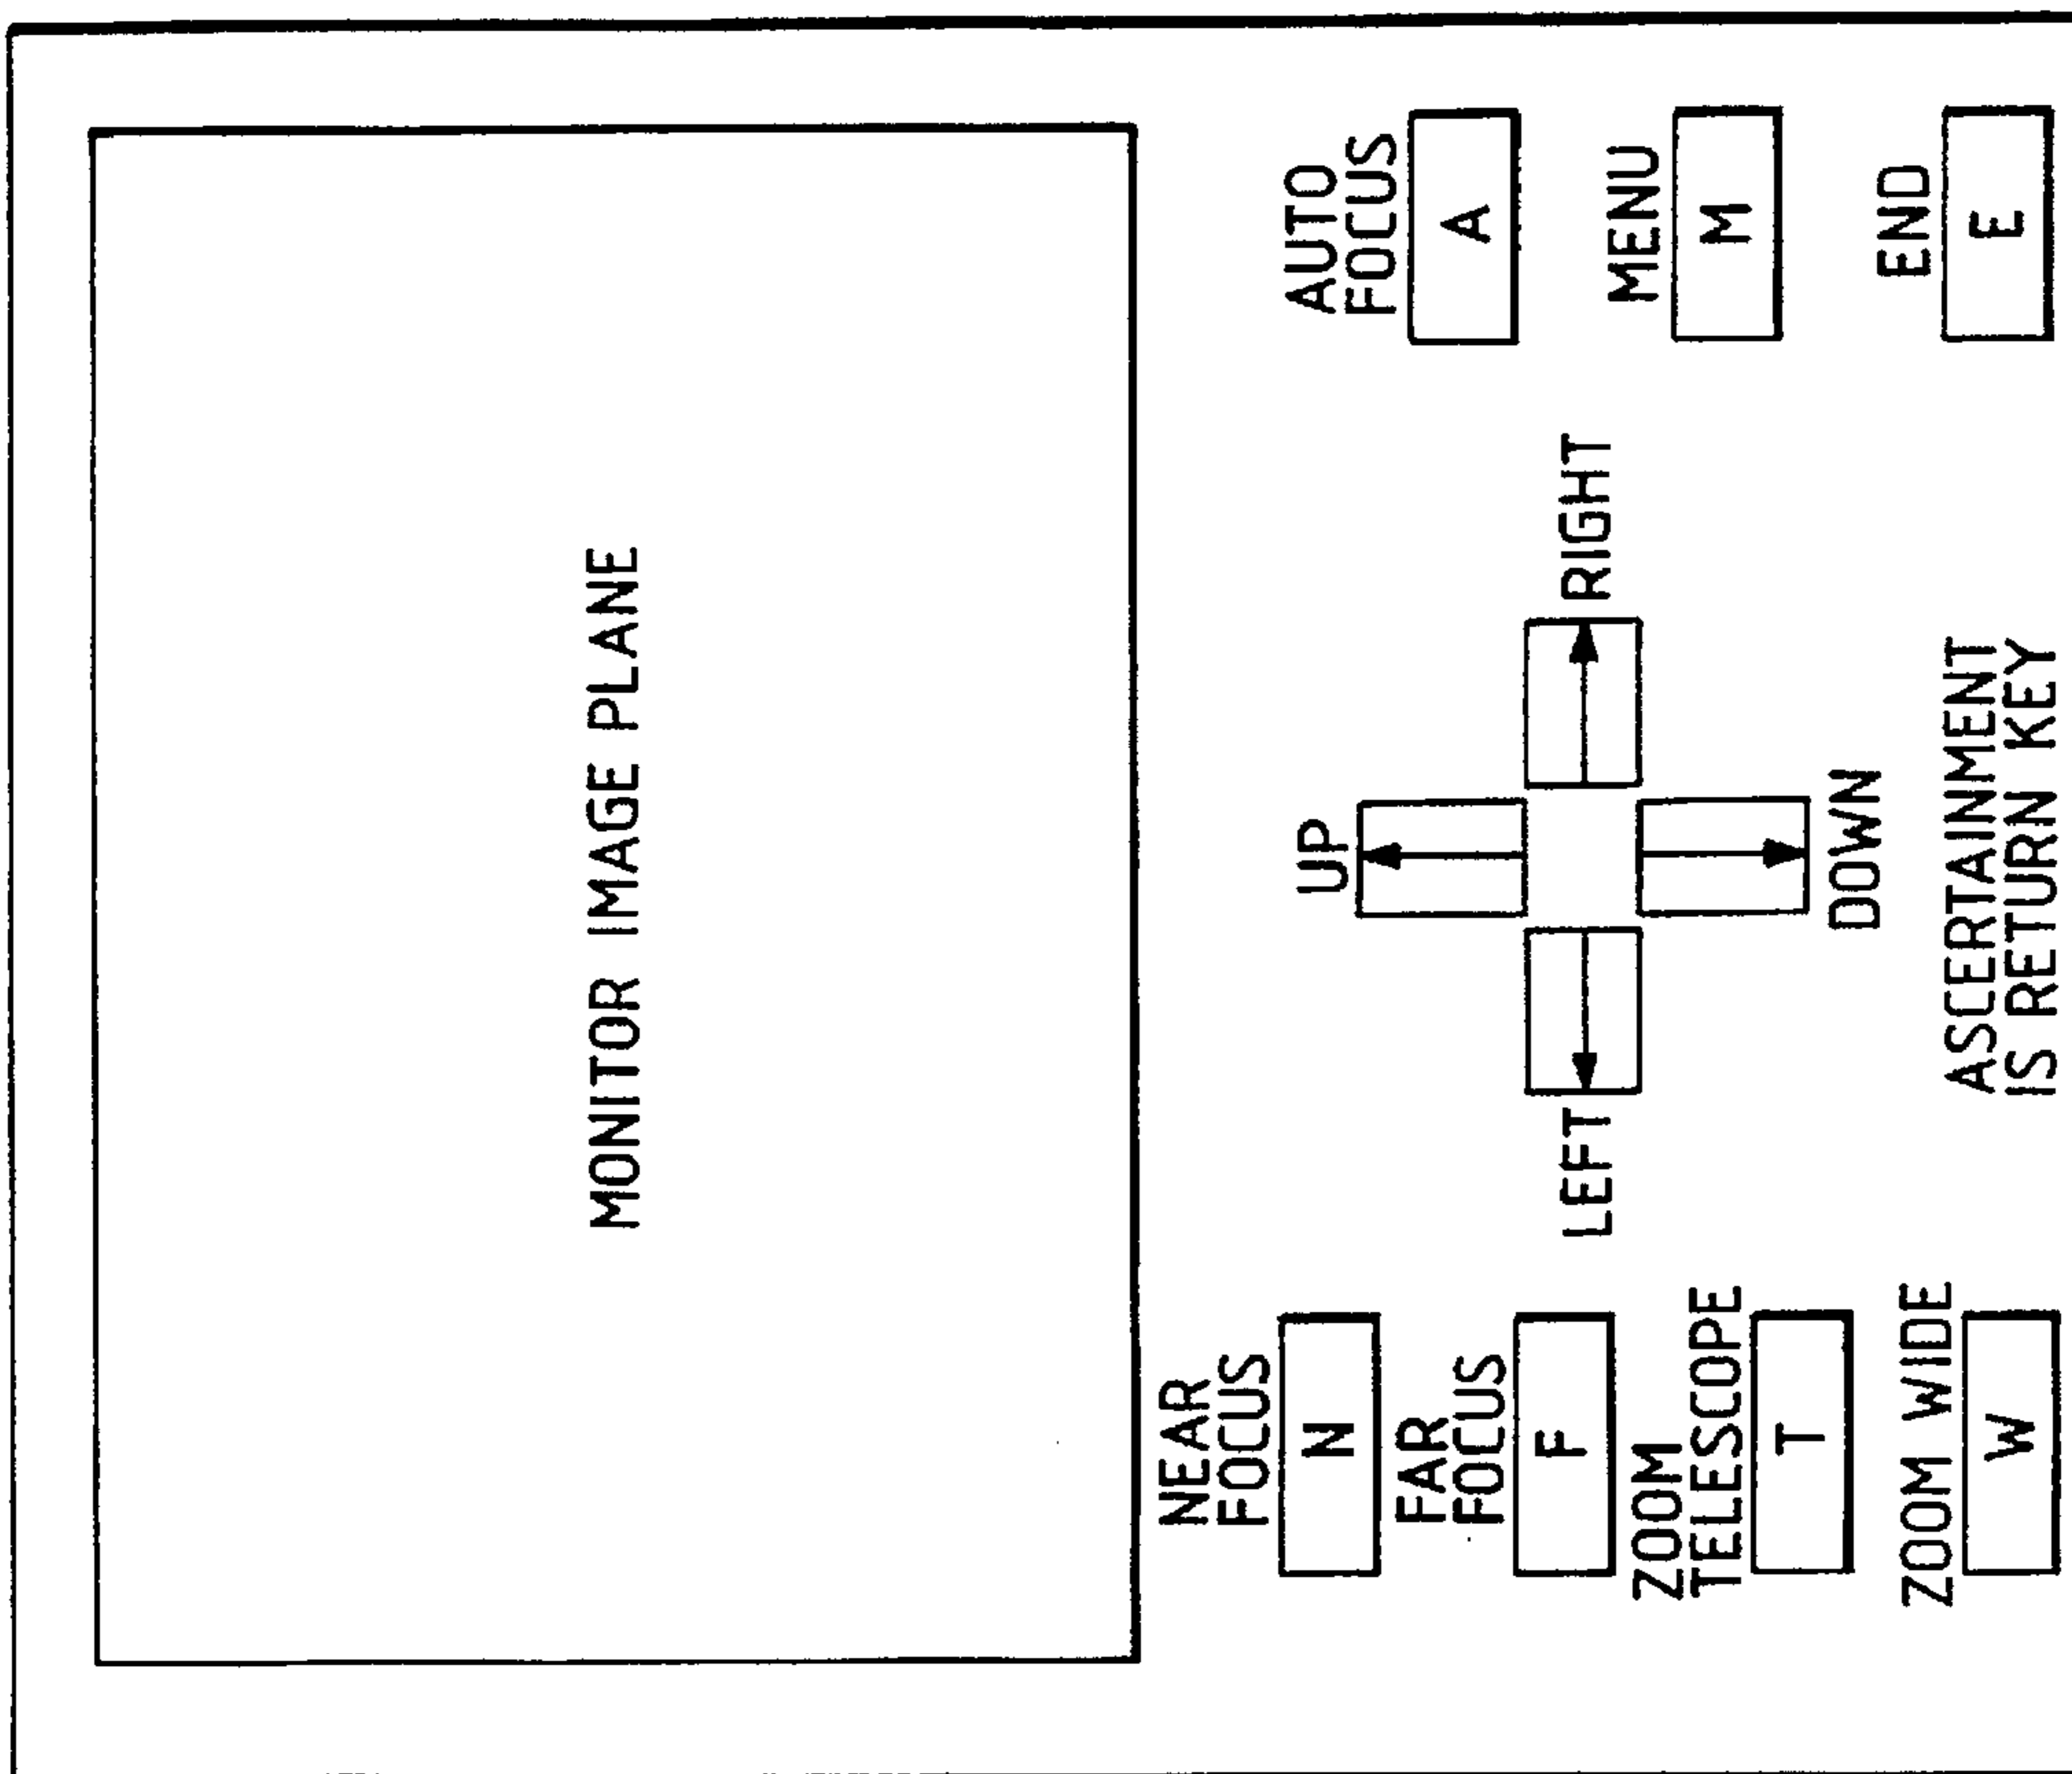 MONITOR IMAGE PLANE
NEAR
FOCUS
N
FAR
FOCUS
F
ZOOM
TELESCOPE
T
ZOOM WIDE
W
UP
LEFT
RIGHT
DOWN
ASCERTAINMENT
IS RETURN KEY
AUTO
FOCUS
A
MENU
M
END
E